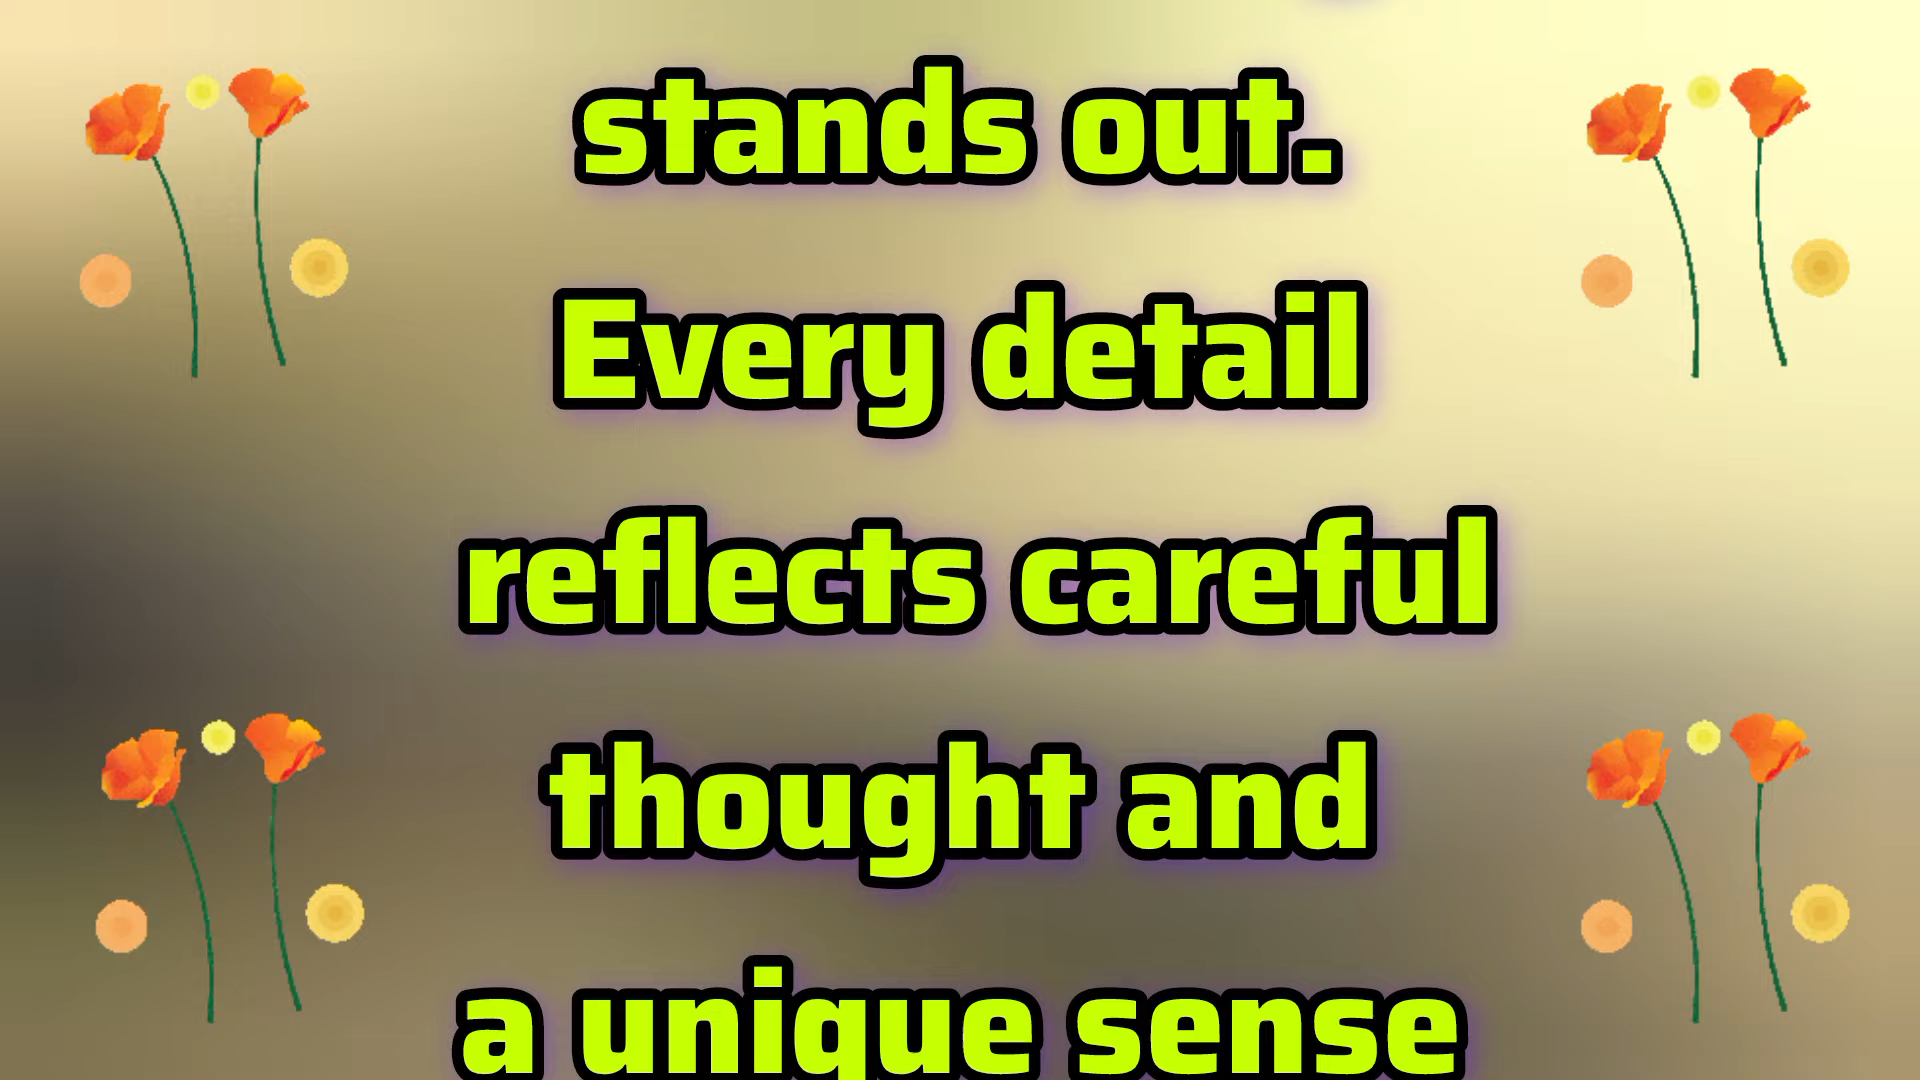 stands out.
Every detail
reflects careful
thought and
a unique sense